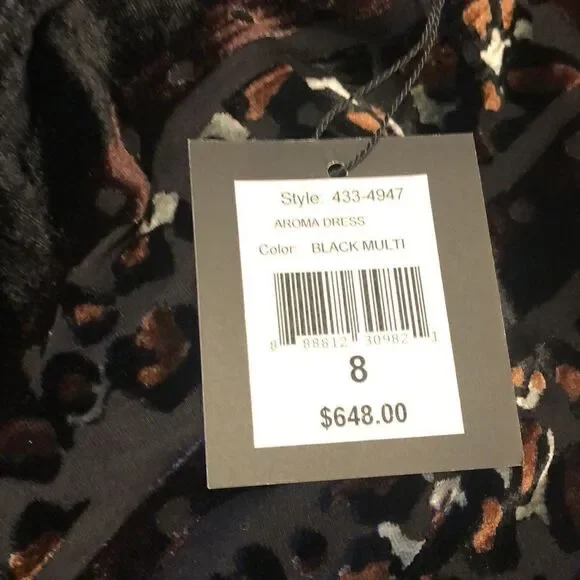 Style: 433-4947
AROMA DRESS
Color: BLACK MULTI
8 88812 30982 1
8
$648.00